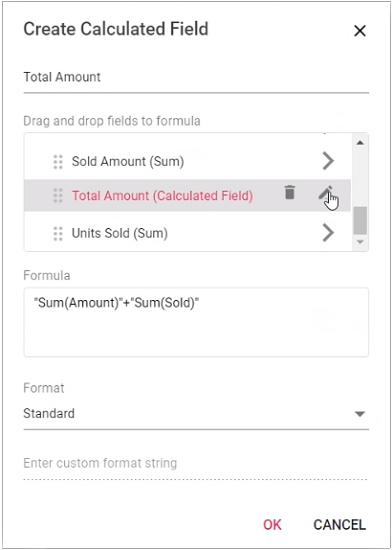 Create Calculated Field
Total Amount
Drag and drop fields to formula
Sold Amount (Sum)
Total Amount (Calculated Field)
Units Sold (Sum)
Formula
"Sum(Amount)"+"Sum(Sold)"
Format
Standard
Enter custom format string
OK CANCEL